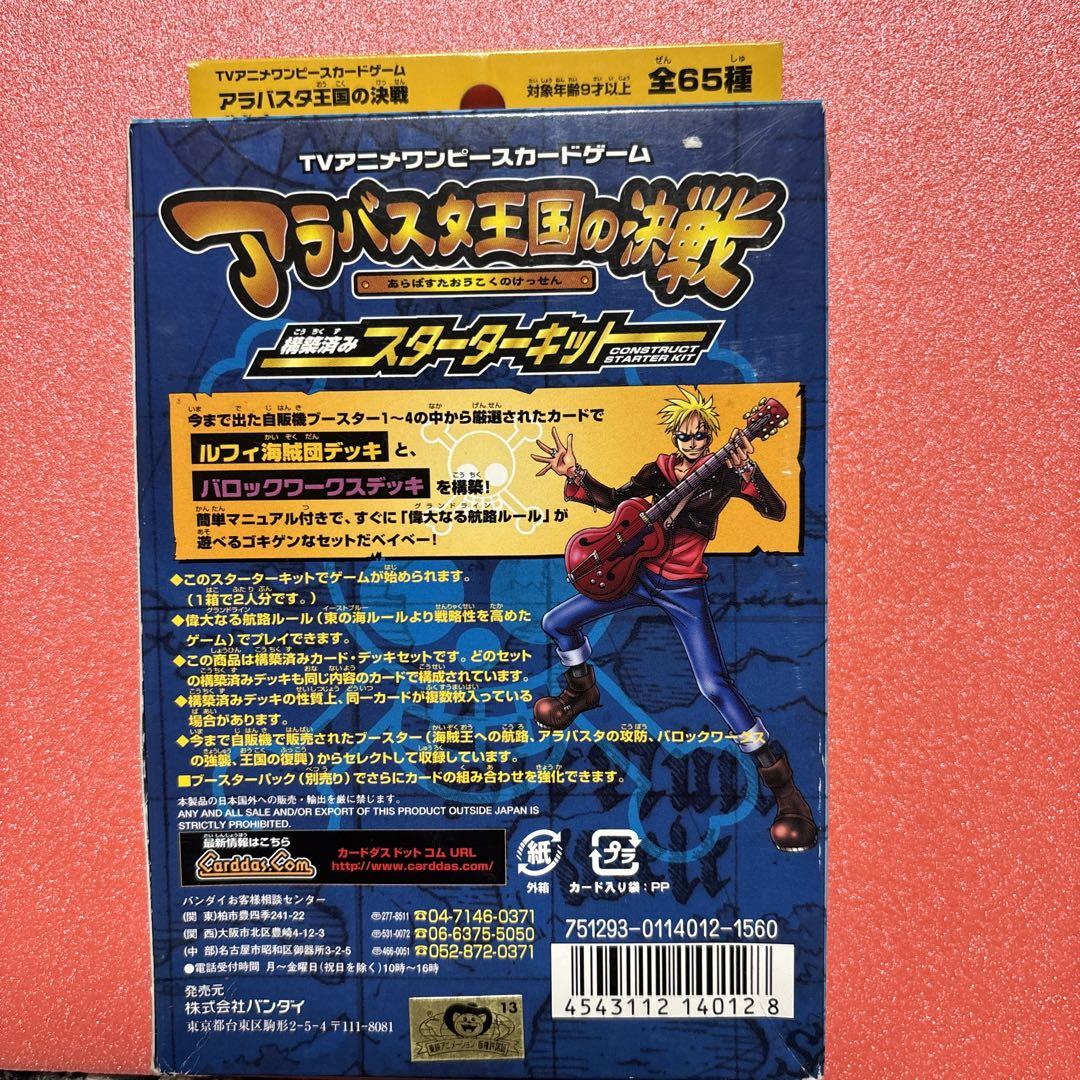 TVアニメワンピースカードゲーム
アラバスタ王国の決戦
対象年齢9才以上
全65種
TVアニメワンピースカードゲーム
アラバスタ王国の決戦
あらばすたおうこくのけっせん
構築済みスターターキット
CONSTRUCT STARTER KIT
今まで出た自販機ブースター1〜4の中から厳選されたカードで
ルフィ海賊団デッキ と、
バロックワークスデッキ を構築!
簡単マニュアル付きで、すぐに「偉大なる航路ルール」が
遊べるゴキゲンなセットだベイベー!
◆このスターターキットでゲームが始められます。
(1箱で2人分です。)
◆偉大なる航路ルール(東の海ルールより戦略性を高めた
ゲーム)でプレイできます。
◆この商品は構築済みカード・デッキセットです。どのセット
の構築済みデッキも同じ内容のカードで構成されています。
◆構築済みデッキの性質上、同一カードが複数枚入っている
場合があります。
◆今まで自販機で販売されたブースター(海賊王への航路、アラバスタの攻防、バロックワークス
の強襲、王国の復興)からセレクトして収録しています。
■ブースターパック(別売り)でさらにカードの組み合わせを強化できます。
本製品の日本国外への販売・輸出を厳に禁じます。
ANY AND ALL SALE AND/OR EXPORT OF THIS PRODUCT OUTSIDE JAPAN IS
STRICTLY PROHIBITED.
最新情報はこちら
Carddas.Com
カードダス ドット コム URL
http://www.carddas.com/
紙
外箱
プラ
カード入り袋:PP
バンダイお客様相談センター
(関 東)柏市豊四季241-22 〒277-8511 ☎04-7146-0371
(関 西)大阪市北区豊崎4-12-3 〒531-0072 ☎06-6375-5050
(中 部)名古屋市昭和区御器所3-2-5 〒466-0051 ☎052-872-0371
●電話受付時間 月〜金曜日(祝日を除く)10時〜16時
発売元
株式会社バンダイ
東京都台東区駒形2-5-4 〒111-8081
751293-0114012-1560
4543112 140128
13
東映アニメーション